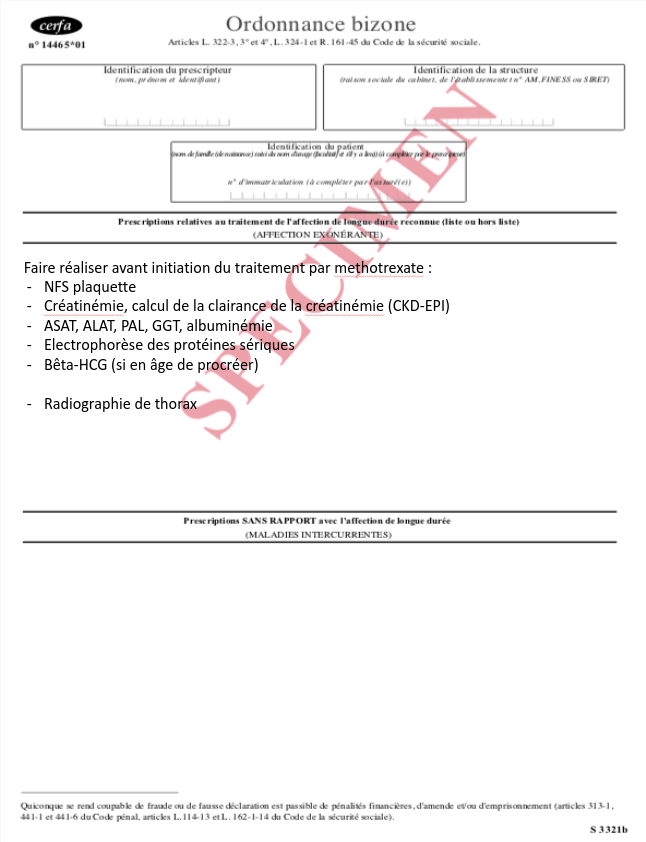 cerfa
n° 14465*01
Ordonnance bizone
Articles L. 322-3, 3° et 4°, L. 324-1 et R. 161-45 du Code de la sécurité sociale.
Identification du prescripteur
(nom, prénom et identifiant)
Identification de la structure
(raison sociale du cabinet, de l'établissement et n° AM, FINESS ou SIRET)
Identification du patient
(nom de famille (de naissance) suivi du nom d'usage (facultatif et s'il y a lieu)) (à compléter par le prescripteur)
n° d'immatriculation (à compléter par l'assuré(e))
Prescriptions relatives au traitement de l'affection de longue durée reconnue (liste ou hors liste)
(AFFECTION EXONÉRANTE)
SPECIMEN
Faire réaliser avant initiation du traitement par methotrexate :
- NFS plaquette
- Créatinémie, calcul de la clairance de la créatinémie (CKD-EPI)
- ASAT, ALAT, PAL, GGT, albuminémie
- Electrophorèse des protéines sériques
- Bêta-HCG (si en âge de procréer)
- Radiographie de thorax
Prescriptions SANS RAPPORT avec l'affection de longue durée
(MALADIES INTERCURRENTES)
Quiconque se rend coupable de fraude ou de fausse déclaration est passible de pénalités financières, d'amende et/ou d'emprisonnement (articles 313-1,
441-1 et 441-6 du Code pénal, articles L.114-13 et L. 162-1-14 du Code de la sécurité sociale).
S 3321b